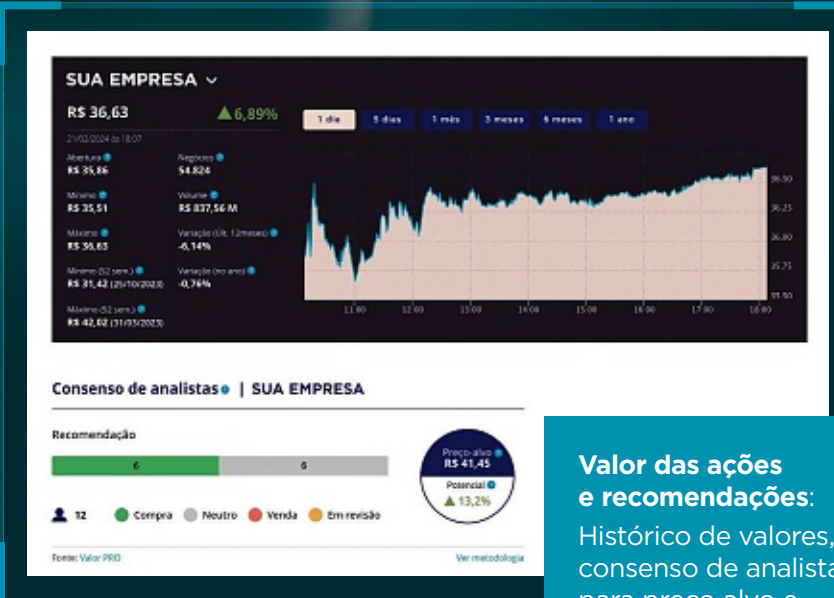 SUA EMPRESA
R$ 36,63 6,89%
21/02/2024 às 18:07
1 dia 5 dias 1 mês 3 meses 6 meses 1 ano
Abertura Negócios
R$ 35,86 54.824
Mínimo Volume
R$ 35,51 R$ 837,56 M
Máximo Variação (Últ. 12meses)
R$ 36,63 -6,14%
Mínimo (52 sem.) Variação (no ano)
R$ 31,42 (25/10/2023) -0,76%
Máximo (52 sem.)
R$ 42,02 (31/03/2023)
36.50
36.25
36.00
35.75
35.50
11:00 12:00 13:00 14:00 15:00 16:00 17:00 18:00
Consenso de analistas | SUA EMPRESA
Recomendação
6 6
12 Compra Neutro Venda Em revisão
Preço-alvo
R$ 41,45
Potencial
13,2%
Fonte: Valor PRO Ver metodologia
Valor das ações
e recomendações:
Histórico de valores,
consenso de analista